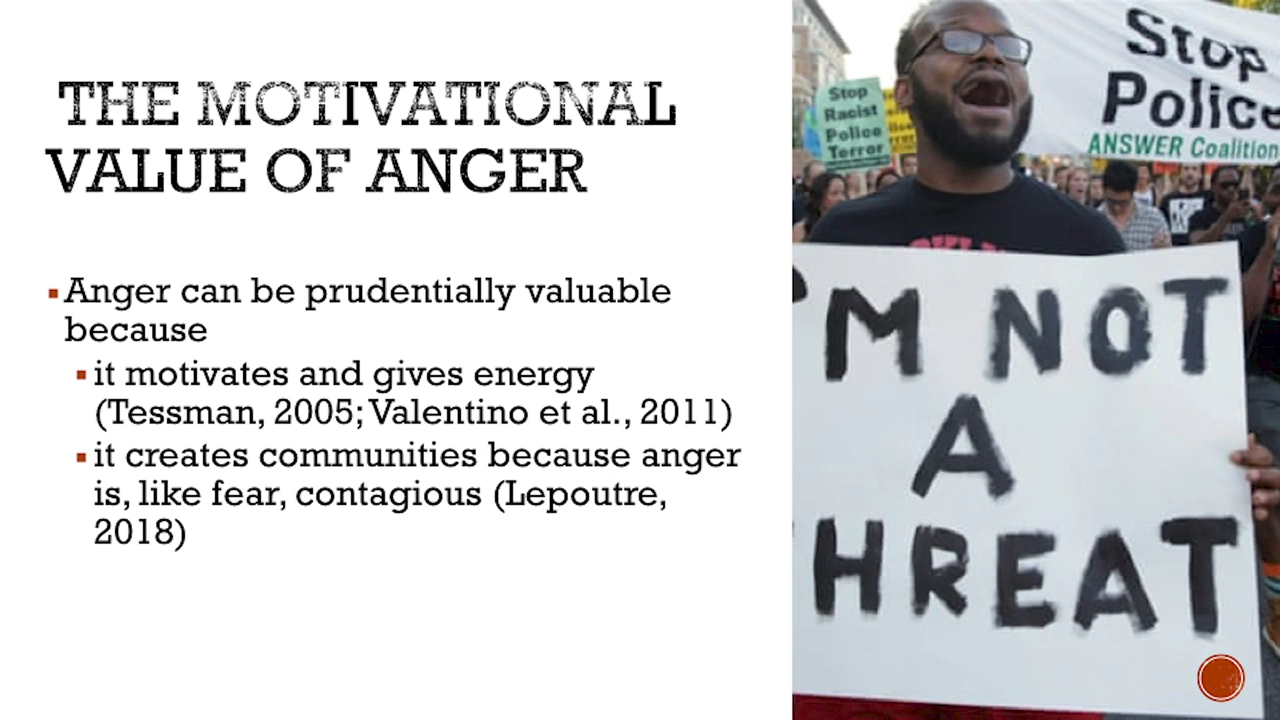 THE MOTIVATIONAL
VALUE OF ANGER
Anger can be prudentially valuable
because
it motivates and gives energy
(Tessman, 2005; Valentino et al., 2011)
it creates communities because anger
is, like fear, contagious (Lepoutre,
2018)
Stop
Police
ANSWER Coalition
Stop
Racist
Police
Terror
'M NOT
A
HREAT